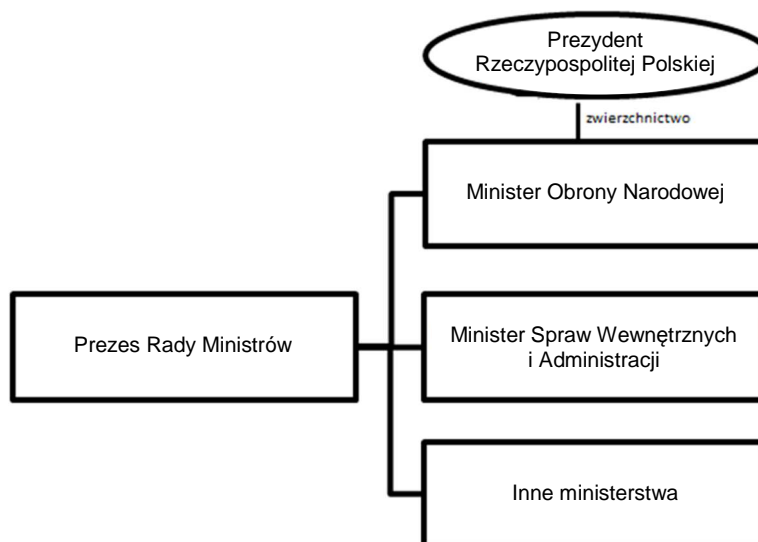 Prezydent
Rzeczypospolitej Polskiej
zwierzchnictwo
Minister Obrony Narodowej
Prezes Rady Ministrów
Minister Spraw Wewnętrznych
i Administracji
Inne ministerstwa